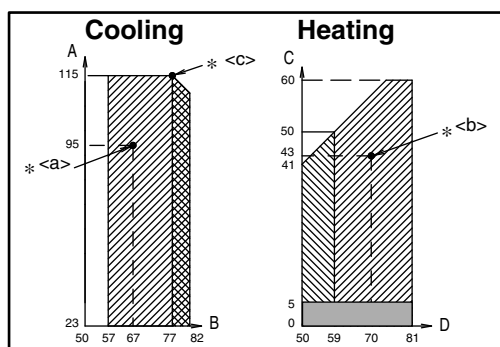 Cooling
Heating
A
C
115
* <c>
60
95
* <a>
50
43
41
* <b>
23
50 57 67 77 82
B
5
0
50 59 70 81
D